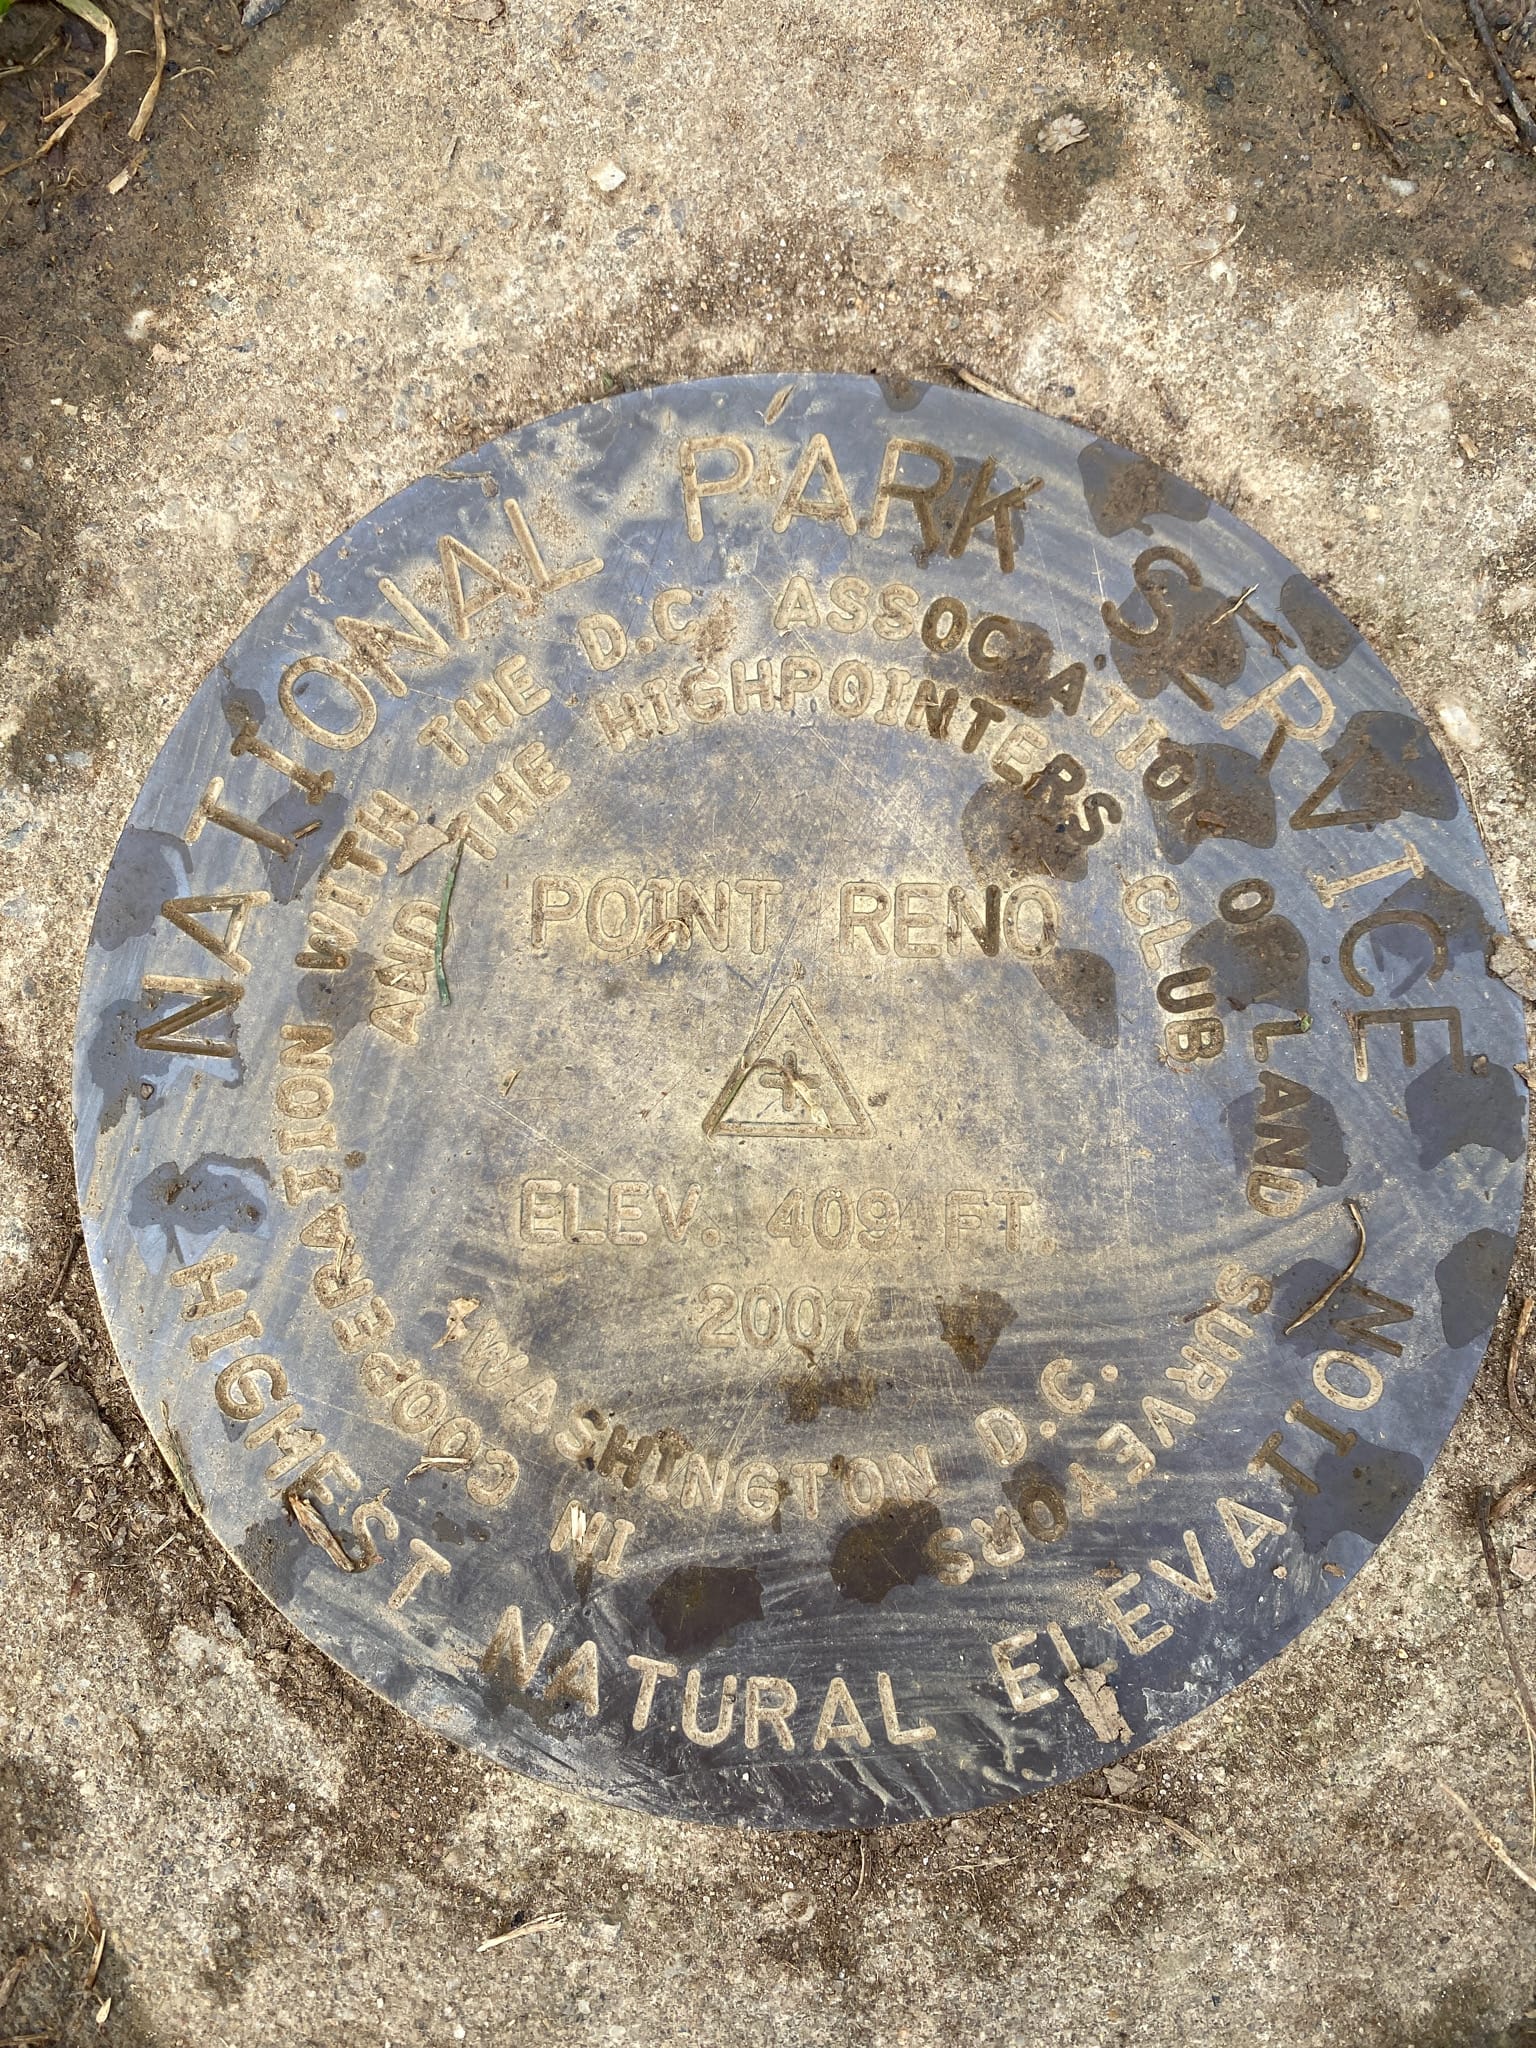 NATIONAL PARK SERVICE
HIGHEST NATURAL ELEVATION
IN COOPERATION WITH THE D.C. ASSOCIATION OF LAND SURVEYORS
AND THE HIGHPOINTERS CLUB
POINT RENO
ELEV. 409 FT.
2007
WASHINGTON D.C.